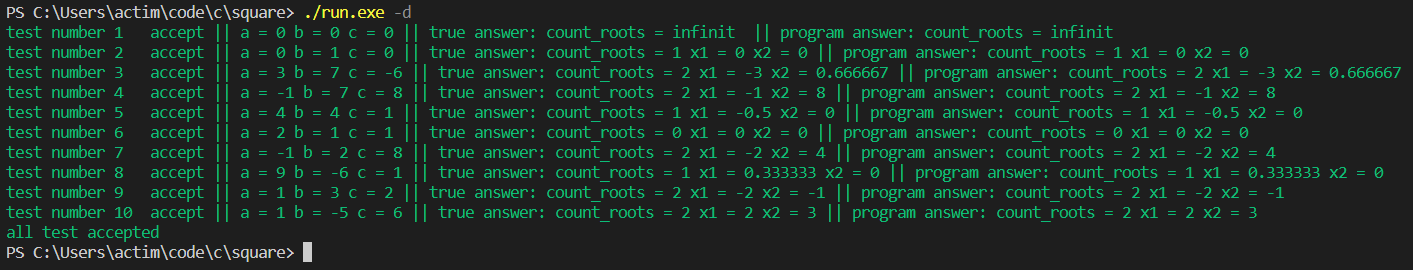 PS C:\Users\actim\code\c\square> ./run.exe -d
test number 1   accept || a = 0 b = 0 c = 0 || true answer: count_roots = infinit  || program answer: count_roots = infinit
test number 2   accept || a = 0 b = 1 c = 0 || true answer: count_roots = 1 x1 = 0 x2 = 0 || program answer: count_roots = 1 x1 = 0 x2 = 0
test number 3   accept || a = 3 b = 7 c = -6 || true answer: count_roots = 2 x1 = -3 x2 = 0.666667 || program answer: count_roots = 2 x1 = -3 x2 = 0.666667
test number 4   accept || a = -1 b = 7 c = 8 || true answer: count_roots = 2 x1 = -1 x2 = 8 || program answer: count_roots = 2 x1 = -1 x2 = 8
test number 5   accept || a = 4 b = 4 c = 1 || true answer: count_roots = 1 x1 = -0.5 x2 = 0 || program answer: count_roots = 1 x1 = -0.5 x2 = 0
test number 6   accept || a = 2 b = 1 c = 1 || true answer: count_roots = 0 x1 = 0 x2 = 0 || program answer: count_roots = 0 x1 = 0 x2 = 0
test number 7   accept || a = -1 b = 2 c = 8 || true answer: count_roots = 2 x1 = -2 x2 = 4 || program answer: count_roots = 2 x1 = -2 x2 = 4
test number 8   accept || a = 9 b = -6 c = 1 || true answer: count_roots = 1 x1 = 0.333333 x2 = 0 || program answer: count_roots = 1 x1 = 0.333333 x2 = 0
test number 9   accept || a = 1 b = 3 c = 2 || true answer: count_roots = 2 x1 = -2 x2 = -1 || program answer: count_roots = 2 x1 = -2 x2 = -1
test number 10  accept || a = 1 b = -5 c = 6 || true answer: count_roots = 2 x1 = 2 x2 = 3 || program answer: count_roots = 2 x1 = 2 x2 = 3
all test accepted
PS C:\Users\actim\code\c\square>